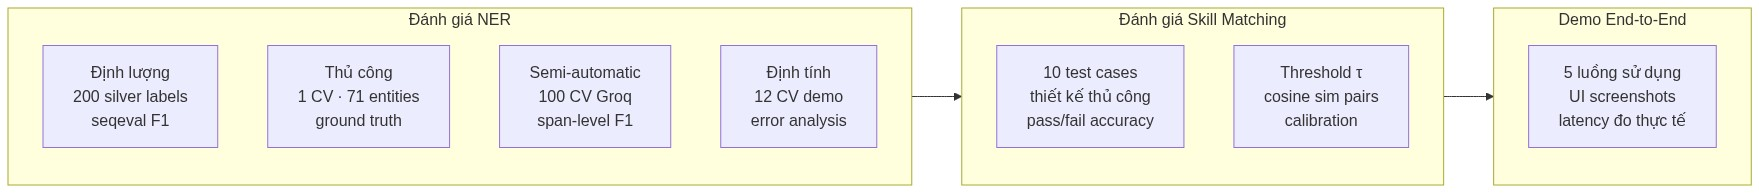 Đánh giá NER
Định lượng
200 silver labels
seqeval F1
Thủ công
1 CV · 71 entities
ground truth
Semi-automatic
100 CV Groq
span-level F1
Định tính
12 CV demo
error analysis
Đánh giá Skill Matching
10 test cases
thiết kế thủ công
pass/fail accuracy
Threshold τ
cosine sim pairs
calibration
Demo End-to-End
5 luồng sử dụng
UI screenshots
latency đo thực tế